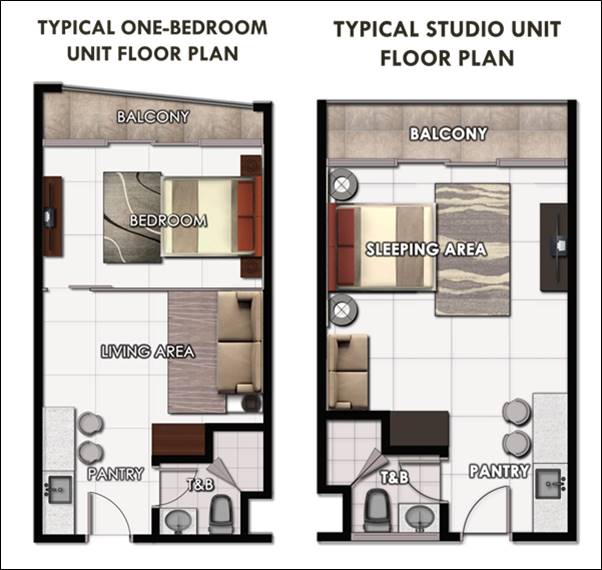 TYPICAL ONE-BEDROOM
UNIT FLOOR PLAN
BALCONY
BEDROOM
LIVING AREA
PANTRY
T&B
TYPICAL STUDIO UNIT
FLOOR PLAN
BALCONY
SLEEPING AREA
T&B
PANTRY